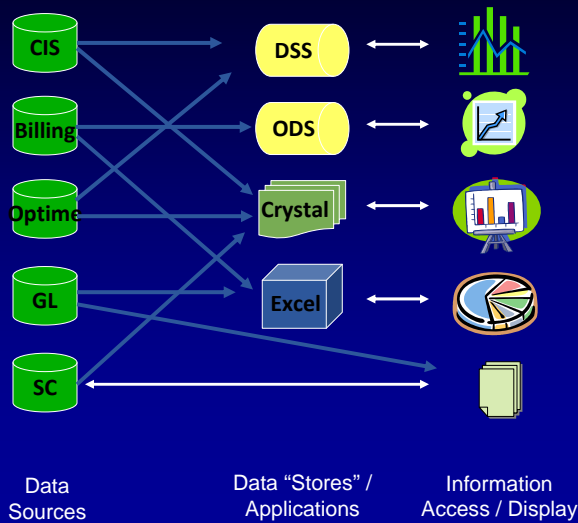 CIS
DSS
Billing
ODS
Optime
Crystal
GL
Excel
SC
Data
Sources
Data “Stores” /
Applications
Information
Access / Display